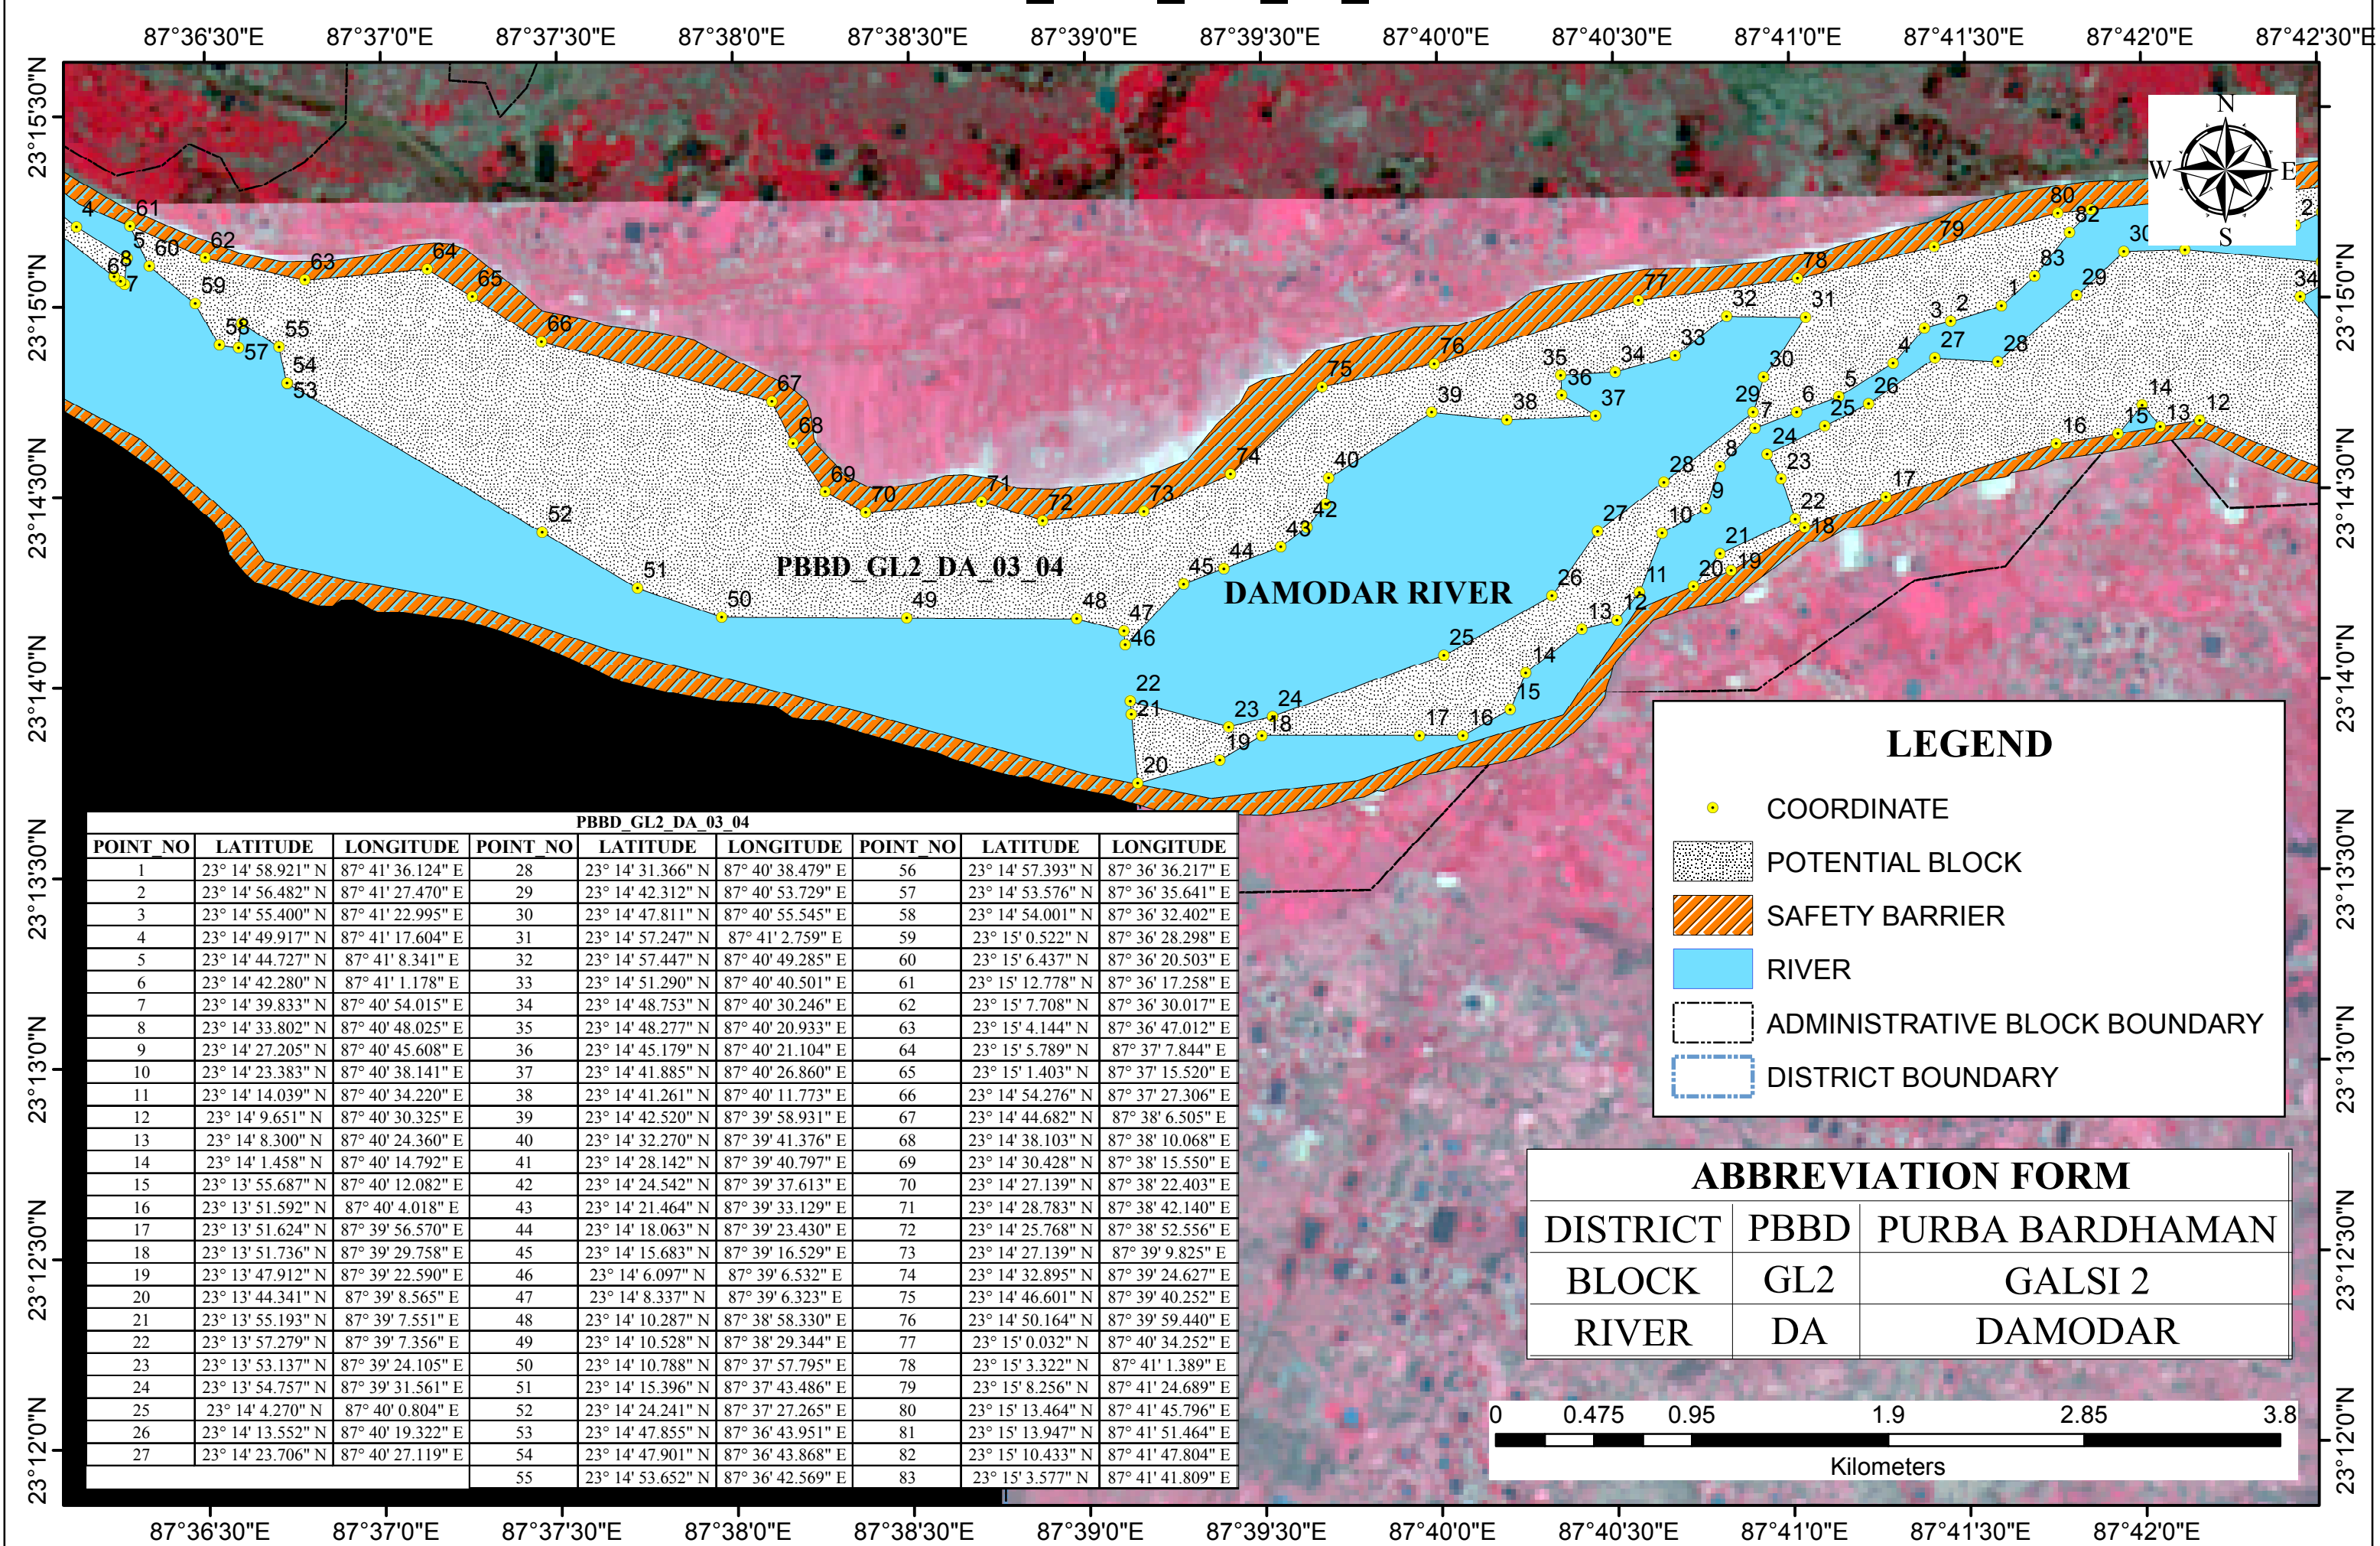 87°36'30"E 87°37'0"E 87°37'30"E 87°38'0"E 87°38'30"E 87°39'0"E 87°39'30"E 87°40'0"E 87°40'30"E 87°41'0"E 87°41'30"E 87°42'0"E 87°42'30"E
23°15'30"N
23°15'0"N
23°14'30"N
23°14'0"N
23°13'30"N
23°13'0"N
23°12'30"N
23°12'0"N
N
W E
S
PBBD_GL2_DA_03_04
DAMODAR RIVER
LEGEND
COORDINATE
POTENTIAL BLOCK
SAFETY BARRIER
RIVER
ADMINISTRATIVE BLOCK BOUNDARY
DISTRICT BOUNDARY
PBBD_GL2_DA_03_04
POINT_NO LATITUDE LONGITUDE POINT_NO LATITUDE LONGITUDE POINT_NO LATITUDE LONGITUDE
1 23° 14' 58.921" N 87° 41' 36.124" E 28 23° 14' 31.366" N 87° 40' 38.479" E 56 23° 14' 57.393" N 87° 36' 36.217" E
2 23° 14' 56.482" N 87° 41' 27.470" E 29 23° 14' 42.312" N 87° 40' 53.729" E 57 23° 14' 53.576" N 87° 36' 35.641" E
3 23° 14' 55.400" N 87° 41' 22.995" E 30 23° 14' 47.811" N 87° 40' 55.545" E 58 23° 14' 54.001" N 87° 36' 32.402" E
4 23° 14' 49.917" N 87° 41' 17.604" E 31 23° 14' 57.247" N 87° 41' 2.759" E 59 23° 15' 0.522" N 87° 36' 28.298" E
5 23° 14' 44.727" N 87° 41' 8.341" E 32 23° 14' 57.447" N 87° 40' 49.285" E 60 23° 15' 6.437" N 87° 36' 20.503" E
6 23° 14' 42.280" N 87° 41' 1.178" E 33 23° 14' 51.290" N 87° 40' 40.501" E 61 23° 15' 12.778" N 87° 36' 17.258" E
7 23° 14' 39.833" N 87° 40' 54.015" E 34 23° 14' 48.753" N 87° 40' 30.246" E 62 23° 15' 7.708" N 87° 36' 30.017" E
8 23° 14' 33.802" N 87° 40' 48.025" E 35 23° 14' 48.277" N 87° 40' 20.933" E 63 23° 15' 4.144" N 87° 36' 47.012" E
9 23° 14' 27.205" N 87° 40' 45.608" E 36 23° 14' 45.179" N 87° 40' 21.104" E 64 23° 15' 5.789" N 87° 37' 7.844" E
10 23° 14' 23.383" N 87° 40' 38.141" E 37 23° 14' 41.885" N 87° 40' 26.860" E 65 23° 15' 1.403" N 87° 37' 15.520" E
11 23° 14' 14.039" N 87° 40' 34.220" E 38 23° 14' 41.261" N 87° 40' 11.773" E 66 23° 14' 54.276" N 87° 37' 27.306" E
12 23° 14' 9.651" N 87° 40' 30.325" E 39 23° 14' 42.520" N 87° 39' 58.931" E 67 23° 14' 44.682" N 87° 38' 6.505" E
13 23° 14' 8.300" N 87° 40' 24.360" E 40 23° 14' 32.270" N 87° 39' 41.376" E 68 23° 14' 38.103" N 87° 38' 10.068" E
14 23° 14' 1.458" N 87° 40' 14.792" E 41 23° 14' 28.142" N 87° 39' 40.797" E 69 23° 14' 30.428" N 87° 38' 15.550" E
15 23° 13' 55.687" N 87° 40' 12.082" E 42 23° 14' 24.542" N 87° 39' 37.613" E 70 23° 14' 27.139" N 87° 38' 22.403" E
16 23° 13' 51.592" N 87° 40' 4.018" E 43 23° 14' 21.464" N 87° 39' 33.129" E 71 23° 14' 28.783" N 87° 38' 42.140" E
17 23° 13' 51.624" N 87° 39' 56.570" E 44 23° 14' 18.063" N 87° 39' 23.430" E 72 23° 14' 25.768" N 87° 38' 52.556" E
18 23° 13' 51.736" N 87° 39' 29.758" E 45 23° 14' 15.683" N 87° 39' 16.529" E 73 23° 14' 27.139" N 87° 39' 9.825" E
19 23° 13' 47.912" N 87° 39' 22.590" E 46 23° 14' 6.097" N 87° 39' 6.532" E 74 23° 14' 32.895" N 87° 39' 24.627" E
20 23° 13' 44.341" N 87° 39' 8.565" E 47 23° 14' 8.337" N 87° 39' 6.323" E 75 23° 14' 46.601" N 87° 39' 40.252" E
21 23° 13' 55.193" N 87° 39' 7.551" E 48 23° 14' 10.287" N 87° 38' 58.330" E 76 23° 14' 50.164" N 87° 39' 59.440" E
22 23° 13' 57.279" N 87° 39' 7.356" E 49 23° 14' 10.528" N 87° 38' 29.344" E 77 23° 15' 0.032" N 87° 40' 34.252" E
23 23° 13' 53.137" N 87° 39' 24.105" E 50 23° 14' 10.788" N 87° 37' 57.795" E 78 23° 15' 3.322" N 87° 41' 1.389" E
24 23° 13' 54.757" N 87° 39' 31.561" E 51 23° 14' 15.396" N 87° 37' 43.486" E 79 23° 15' 8.256" N 87° 41' 24.689" E
25 23° 14' 4.270" N 87° 40' 0.804" E 52 23° 14' 24.241" N 87° 37' 27.265" E 80 23° 15' 13.464" N 87° 41' 45.796" E
26 23° 14' 13.552" N 87° 40' 19.322" E 53 23° 14' 47.855" N 87° 36' 43.951" E 81 23° 15' 13.947" N 87° 41' 51.464" E
27 23° 14' 23.706" N 87° 40' 27.119" E 54 23° 14' 47.901" N 87° 36' 43.868" E 82 23° 15' 10.433" N 87° 41' 47.804" E
55 23° 14' 53.652" N 87° 36' 42.569" E 83 23° 15' 3.577" N 87° 41' 41.809" E
ABBREVIATION FORM
DISTRICT PBBD PURBA BARDHAMAN
BLOCK GL2 GALSI 2
RIVER DA DAMODAR
0 0.475 0.95 1.9 2.85 3.8
Kilometers
87°36'30"E 87°37'0"E 87°37'30"E 87°38'0"E 87°38'30"E 87°39'0"E 87°39'30"E 87°40'0"E 87°40'30"E 87°41'0"E 87°41'30"E 87°42'0"E